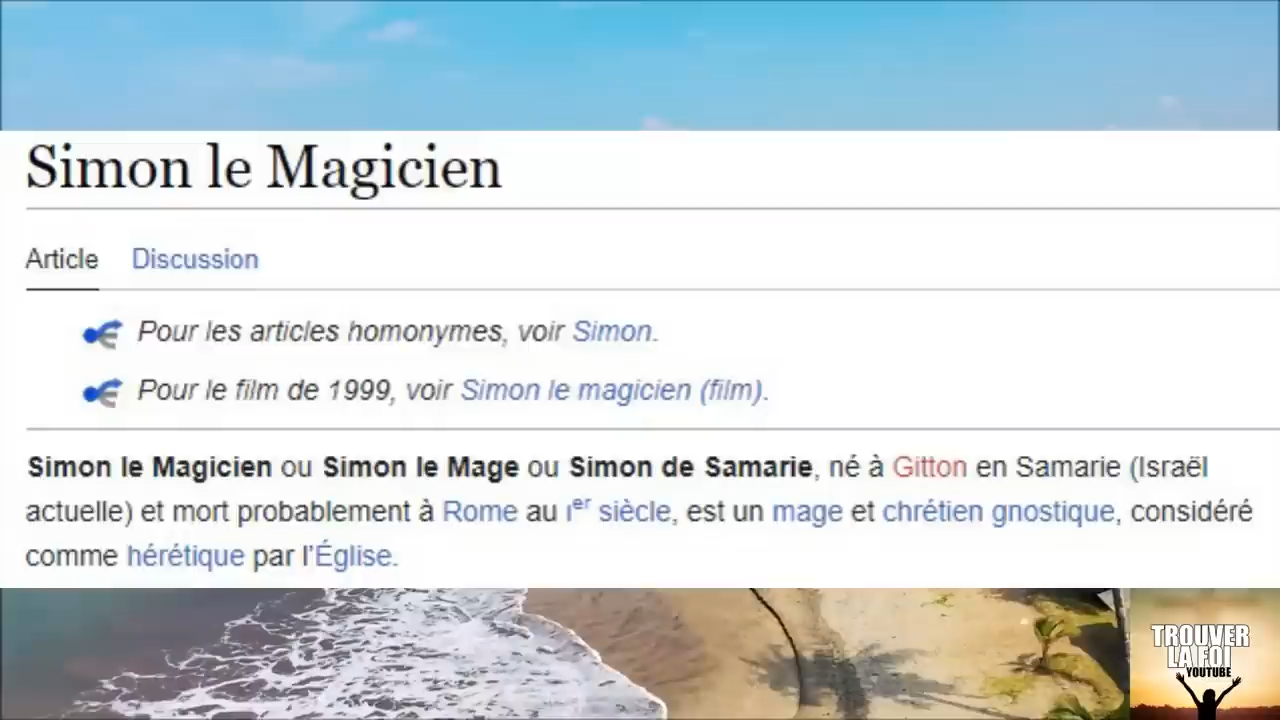 Simon le Magicien
Article Discussion
Pour les articles homonymes, voir Simon.
Pour le film de 1999, voir Simon le magicien (film).
Simon le Magicien ou Simon le Mage ou Simon de Samarie, né à Gitton en Samarie (Israël
actuelle) et mort probablement à Rome au Ier siècle, est un mage et chrétien gnostique, considéré
comme hérétique par l'Église.
TROUVER
LA FOI
YOUTUBE